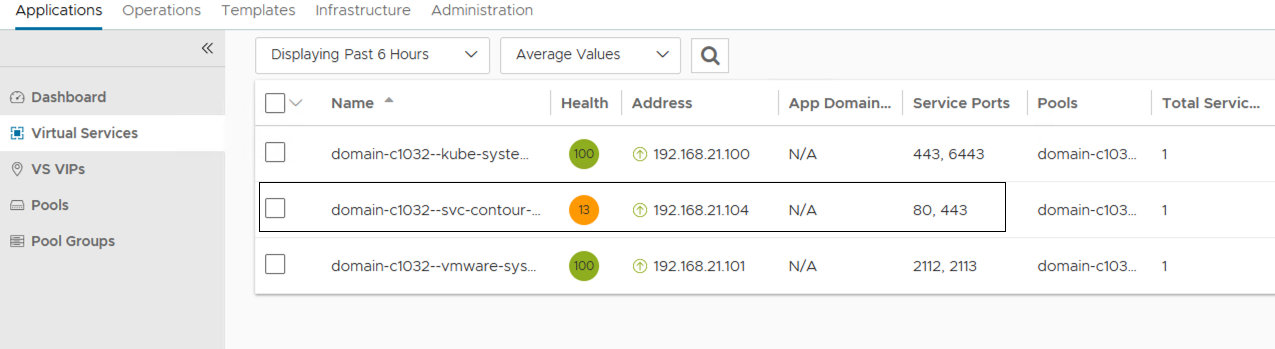 Applications Operations Templates Infrastructure Administration
Displaying Past 6 Hours Average Values
Dashboard
Virtual Services
VS VIPs
Pools
Pool Groups
Name Health Address App Domain... Service Ports Pools Total Servic...
domain-c1032--kube-syste... 100 192.168.21.100 N/A 443, 6443 domain-c103... 1
domain-c1032--svc-contour-... 13 192.168.21.104 N/A 80, 443 domain-c103... 1
domain-c1032--vmware-sys... 100 192.168.21.101 N/A 2112, 2113 domain-c103... 1